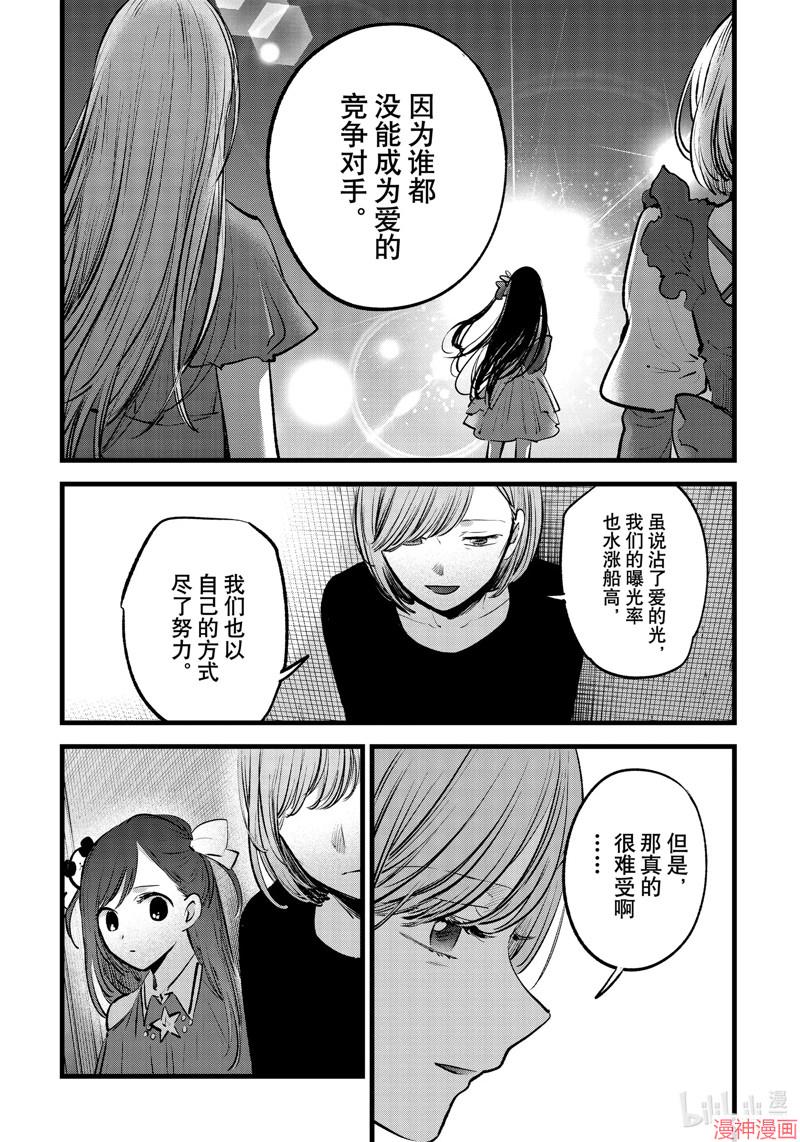 因为谁都
没能成为爱的
竞争对手。
虽说沾了爱的光，
我们的曝光率
也水涨船高，
我们也以
自己的方式
尽了努力。
但是，
那真的
很难受啊
……
bilibili 漫
漫神漫画